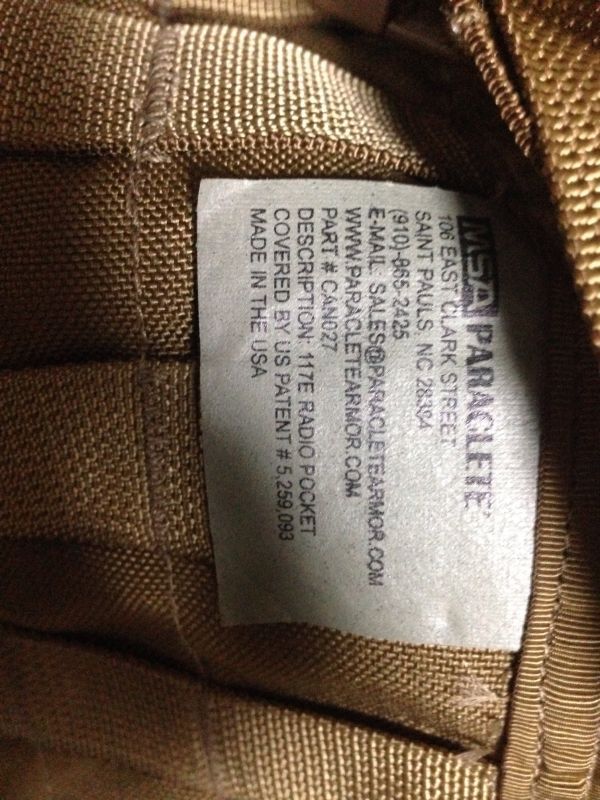 MSA PARACLETE
106 EAST CLARK STREET
SAINT PAULS, NC 28384
(910)-865-2425
E-MAIL: SALES@PARACLETEARMOR.COM
WWW.PARACLETEARMOR.COM
PART # CAN027
DESCRIPTION: 117E RADIO POCKET
COVERED BY US PATENT # 5,259,093
MADE IN THE USA